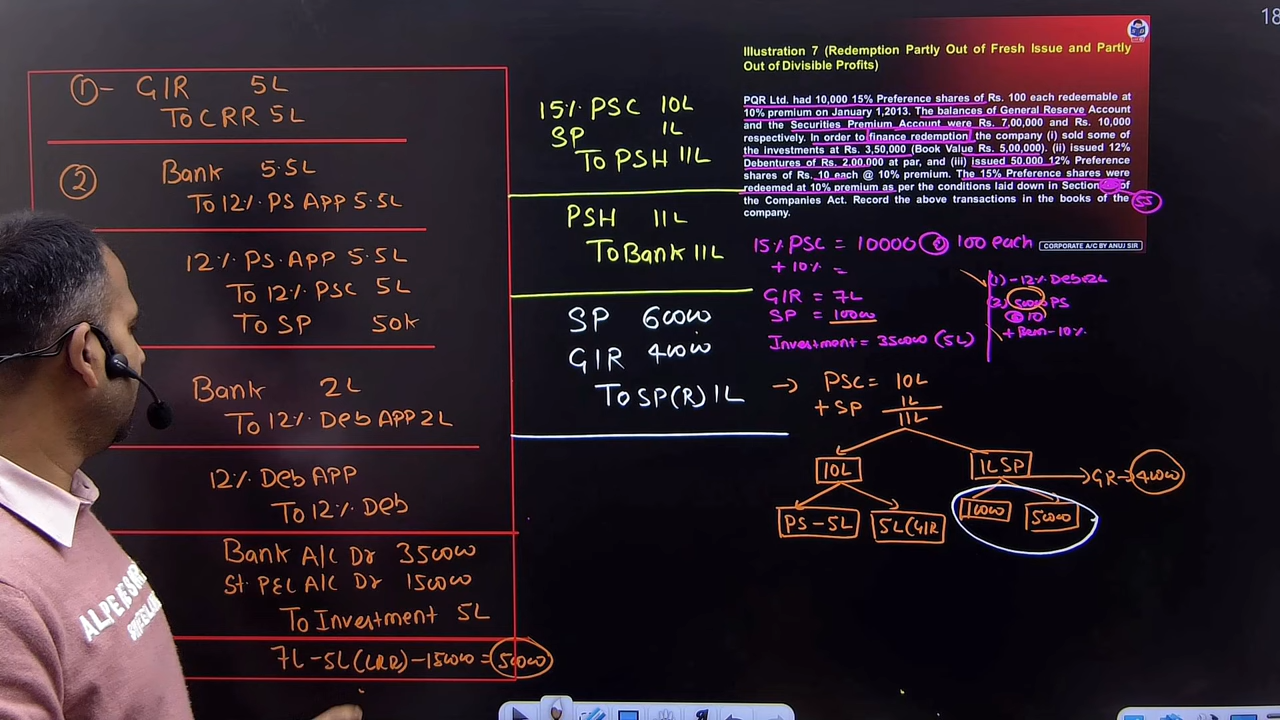 18
① - GIR 5L
To CRR 5L
② Bank 5.5L
To 12% PS APP 5.5L
12% PS APP 5.5L
To 12% PSC 5L
To SP 50K
Bank 2L
To 12% Deb APP 2L
12% Deb APP
To 12% Deb
Bank A/C Dr 350000
St. P&L A/C Dr 150000
To Investment 5L
7L-5L(CRR)-150000=50000
15% PSC 10L
SP 1L
To PSH 11L
PSH 11L
To Bank 11L
SP 60000
GIR 40000
To SP(R) 1L
Illustration 7 (Redemption Partly Out of Fresh Issue and Partly
Out of Divisible Profits)
PQR Ltd. had 10,000 15% Preference shares of Rs. 100 each redeemable at
10% premium on January 1,2013. The balances of General Reserve Account
and the Securities Premium Account were Rs. 7,00,000 and Rs. 10,000
respectively. In order to finance redemption the company (i) sold some of
the investments at Rs. 3,50,000 (Book Value Rs. 5,00,000). (ii) issued 12%
Debentures of Rs. 2,00,000 at par, and (iii) issued 50,000 12% Preference
shares of Rs. 10 each @ 10% premium. The 15% Preference shares were
redeemed at 10% premium as per the conditions laid down in Section of
the Companies Act. Record the above transactions in the books of the
company.
55
CORPORATE A/C BY ANUJ SIR
15% PSC = 10000 @ 100 each
+ 10% =
GIR = 7L
SP = 10000
Investment = 350000 (5L)
(1) - 12% Deb 2L
(2) 50000 PS
@ 10
+ Prem - 10%
→ PSC = 10L
+ SP 1L
11L
10L
1L SP
GR → 40000
PS - 5L
5L GIR
10000
50000